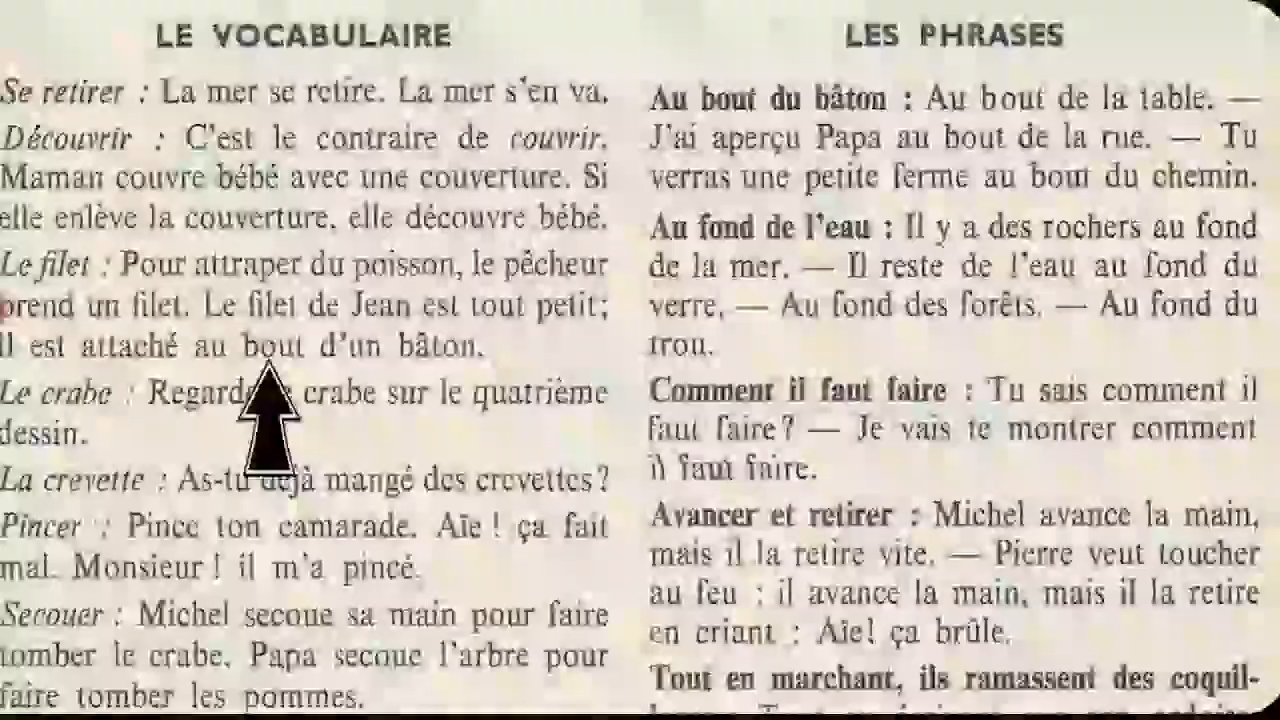 LE VOCABULAIRE
Se retirer : La mer se retire. La mer s'en va.
Découvrir : C'est le contraire de couvrir.
Maman couvre bébé avec une couverture. Si
elle enlève la couverture, elle découvre bébé.
Le filet : Pour attraper du poisson, le pêcheur
prend un filet. Le filet de Jean est tout petit;
il est attaché au bout d'un bâton.
Le crabe : crabe sur le quatrième
dessin.
La crevette : As-tu déjà mangé des crevettes?
Pincer : Pince ton camarade. Aïe ! ça fait
mal. Monsieur ! il m'a pincé.
Secouer : Michel secoue sa main pour faire
tomber le crabe. Papa secoue l'arbre pour
faire tomber les pommes.
LES PHRASES
Au bout du bâton : Au bout de la table. —
J'ai aperçu Papa au bout de la rue. — Tu
verras une petite ferme au bout du chemin.
Au fond de l'eau : Il y a des rochers au fond
de la mer. — Il reste de l'eau au fond du
verre. — Au fond des forêts. — Au fond du
trou.
Comment il faut faire : Tu sais comment il
faut faire? — Je vais te montrer comment
il faut faire.
Avancer et retirer : Michel avance la main,
mais il la retire vite. — Pierre veut toucher
au feu : il avance la main, mais il la retire
en criant : Aïe! ça brûle.
Tout en marchant, ils ramassent des coquil-